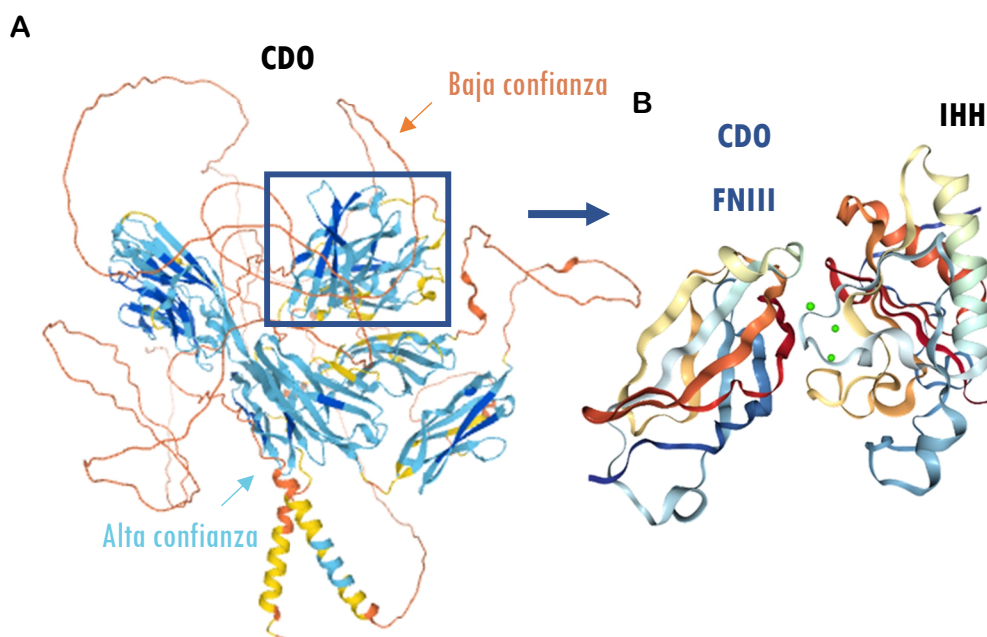 A
CDO
Baja confianza
Alta confianza
B
CDO
FNIII
IHH